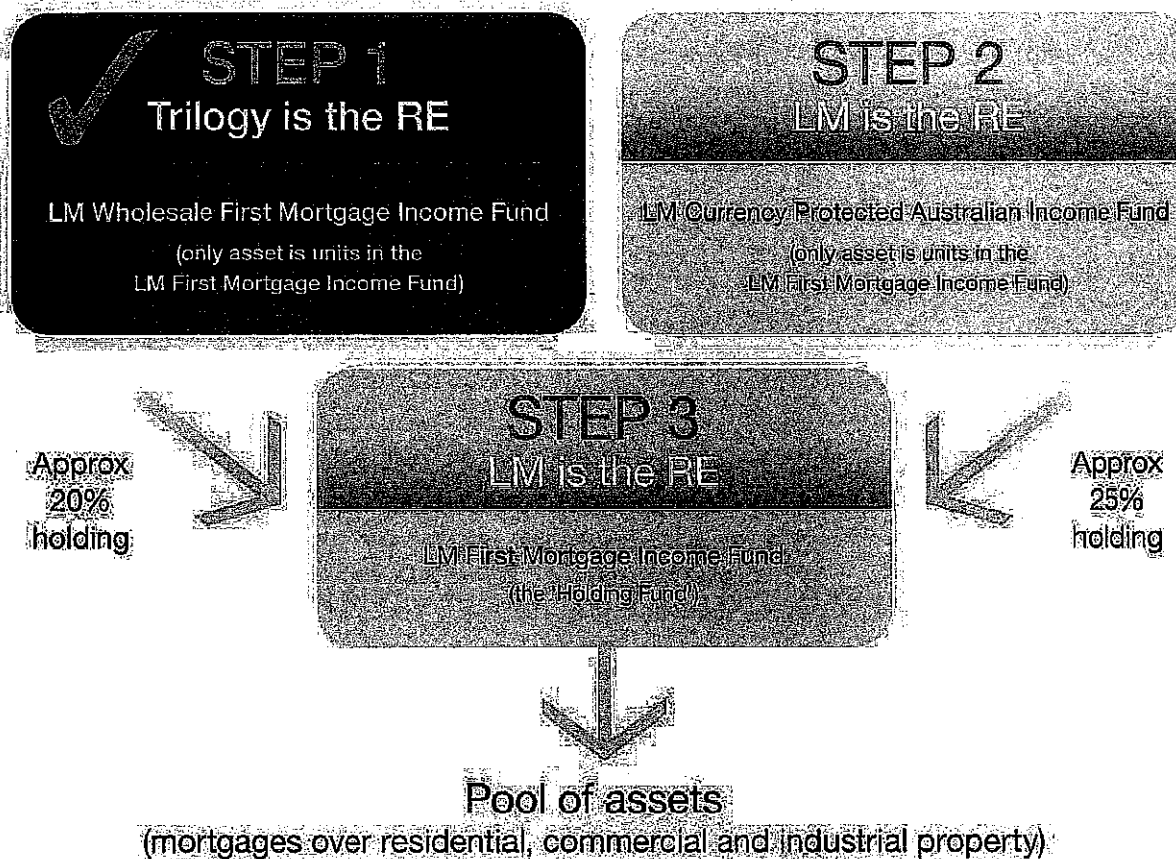 STEP 1
Trilogy is the RE
LM Wholesale First Mortgage Income Fund
(only asset is units in the
LM First Mortgage Income Fund)
STEP 2
LM is the RE
LM Currency Protected Australian Income Fund
(only asset is units in the
LM First Mortgage Income Fund)
Approx
20%
holding
STEP 3
LM is the RE
LM First Mortgage Income Fund
(the 'Holding Fund')
Approx
25%
holding
Pool of assets
(mortgages over residential, commercial and industrial property)